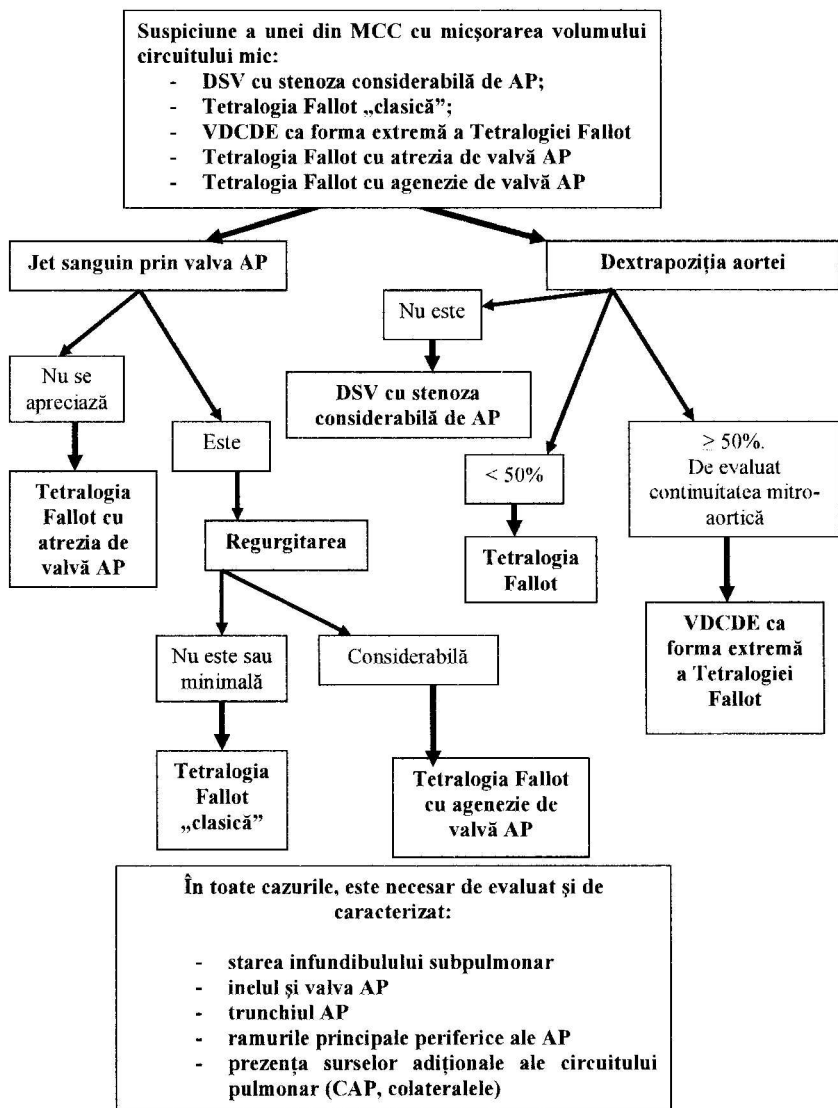 Suspiciune a unei din MCC cu micșorarea volumului
circuitului mic:
- DSV cu stenoza considerabilă de AP;
- Tetralogia Fallot „clasică”;
- VDCDE ca forma extremă a Tetralogiei Fallot
- Tetralogia Fallot cu atrezia de valvă AP
- Tetralogia Fallot cu agenezie de valvă AP
Jet sanguin prin valva AP
Dextrapoziția aortei
Nu este
Nu se
apreciază
DSV cu stenoza
considerabilă de AP
Este
≥ 50%.
De evaluat
continuitatea mitro-
aortică
< 50%
Tetralogia
Fallot cu
atrezia de
valvă AP
Regurgitarea
Tetralogia
Fallot
VDCDE ca
forma extremă
a Tetralogiei
Fallot
Nu este sau
minimală
Considerabilă
Tetralogia
Fallot
„clasică”
Tetralogia Fallot
cu agenezie de
valvă AP
În toate cazurile, este necesar de evaluat și de
caracterizat:
- starea infundibulului subpulmonar
- inelul și valva AP
- trunchiul AP
- ramurile principale periferice ale AP
- prezența surselor adiționale ale circuitului
pulmonar (CAP, colateralele)